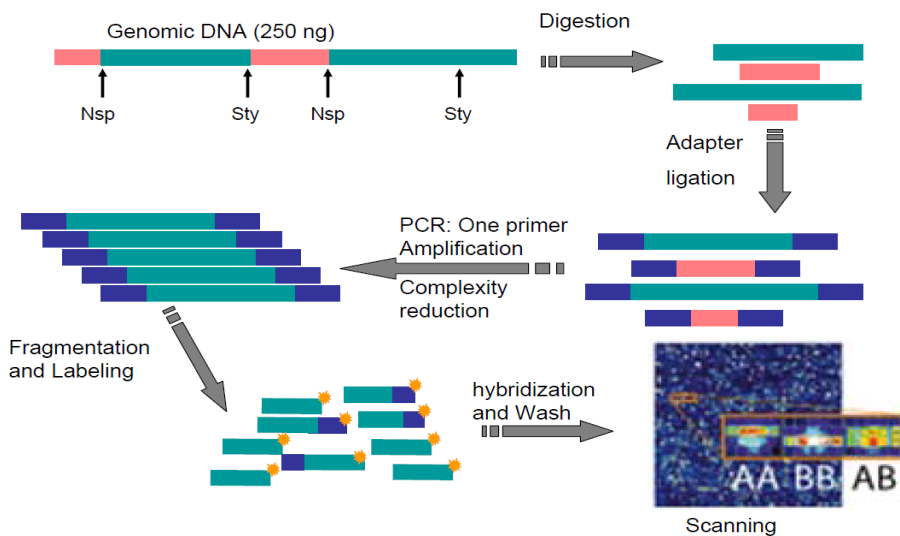 Genomic DNA (250 ng)
Digestion
Nsp
Sty
Nsp
Sty
Adapter
ligation
PCR: One primer
Amplification
Complexity
reduction
Fragmentation
and Labeling
hybridization
and Wash
AA
BB
AB
Scanning